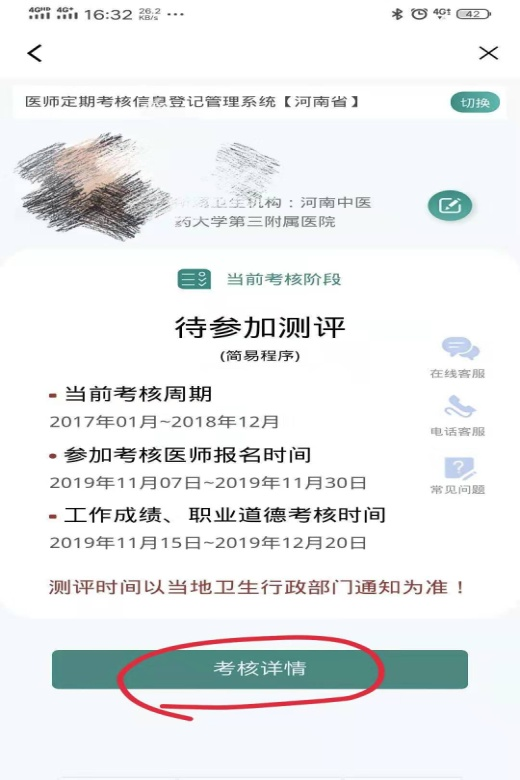 4GHD 4G+ 16:32 26.2 KB/s ··· 4G± 42
医师定期考核信息登记管理系统【河南省】
切换
卫生机构：河南中医
药大学第三附属医院
当前考核阶段
待参加测评
(简易程序)
在线客服
当前考核周期
2017年01月~2018年12月
电话客服
参加考核医师报名时间
2019年11月07日~2019年11月30日
常见问题
工作成绩、职业道德考核时间
2019年11月15日~2019年12月20日
测评时间以当地卫生行政部门通知为准！
考核详情